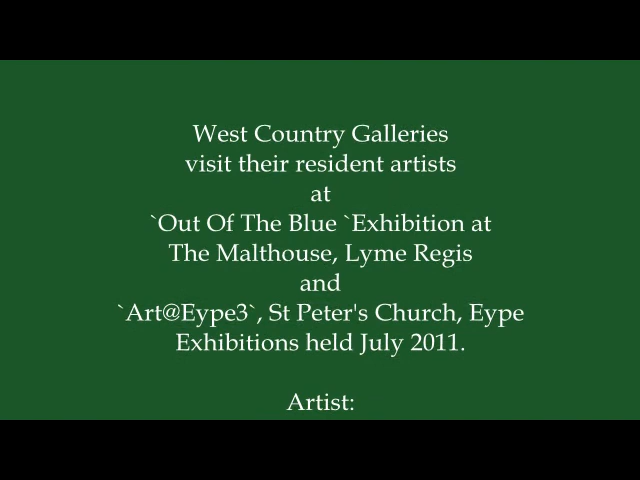 West Country Galleries
visit their resident artists
at
`Out Of The Blue `Exhibition at
The Malthouse, Lyme Regis
and
`Art@Eype3`, St Peter's Church, Eype
Exhibitions held July 2011.
Artist: